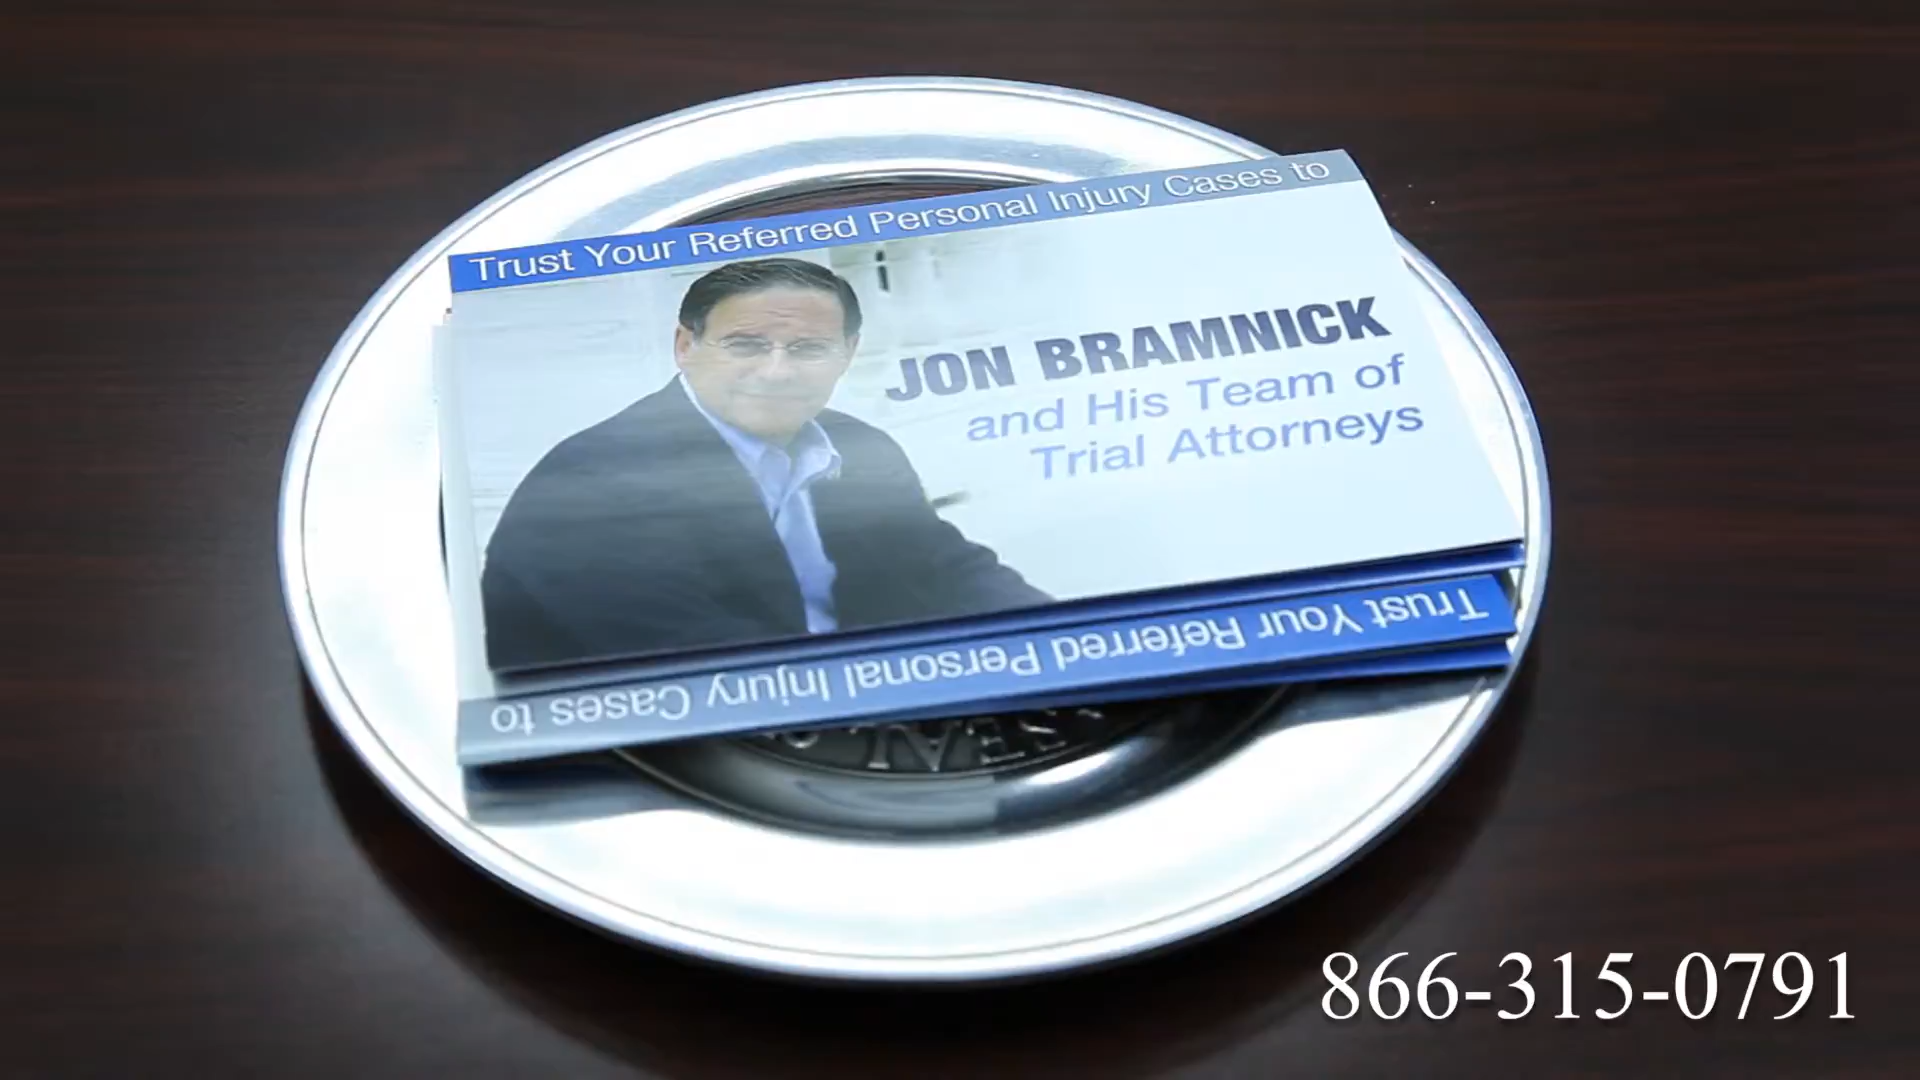 Trust Your Referred Personal Injury Cases to
JON BRAMNICK
and His Team of
Trial Attorneys
Trust Your Referred Personal Injury Cases to
866-315-0791